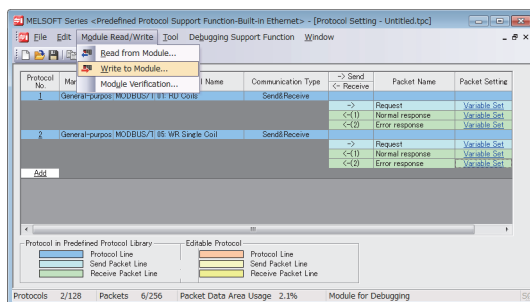 MELSOFT Series <Predefined Protocol Support Function-Built-in Ethernet> - [Protocol Setting - Untitled.tpc]
File Edit Module Read/Write Tool Debugging Support Function Window
Read from Module...
Write to Module...
Module Verification...
Protocol No. Name Communication Type -> Send <- Receive Packet Name Packet Setting
1 General-purpos MODBUS/T 01: RD Coils Send&Receive
-> Request Variable Set
<-(1) Normal response Variable Set
<-(2) Error response Variable Set
2 General-purpos MODBUS/T 05: WR Single Coil Send&Receive
-> Request Variable Set
<-(1) Normal response Variable Set
<-(2) Error response Variable Set
Add
Protocol in Predefined Protocol Library Editable Protocol
Protocol Line Protocol Line
Send Packet Line Send Packet Line
Receive Packet Line Receive Packet Line
Protocols 2/128 Packets 6/256 Packet Data Area Usage 2.1% Module for Debugging